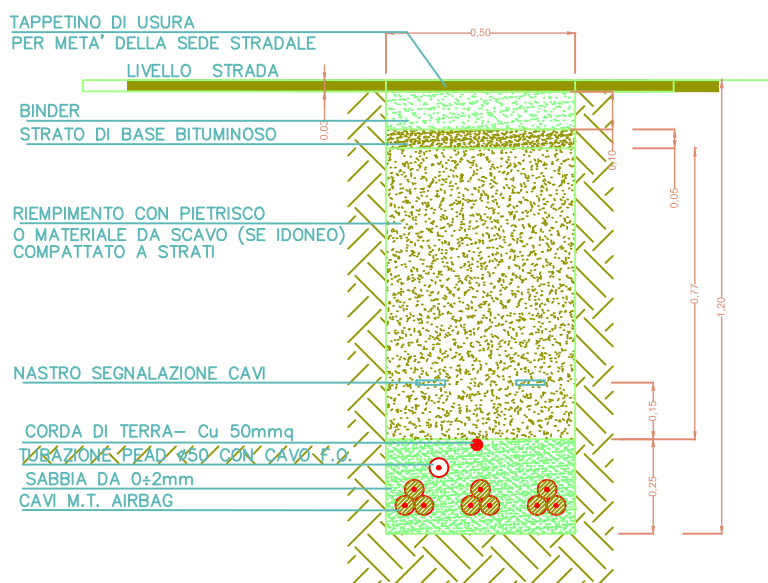 TAPPETINO DI USURA
PER META' DELLA SEDE STRADALE
0,50
LIVELLO STRADA
BINDER
0,03
STRATO DI BASE BITUMINOSO
0,10
0,05
RIEMPIMENTO CON PIETRISCO
O MATERIALE DA SCAVO (SE IDONEO)
COMPATTATO A STRATI
0,77
1,20
NASTRO SEGNALAZIONE CAVI
0,15
CORDA DI TERRA- Cu 50mmq
TUBAZIONE PEAD ø50 CON CAVO F.O.
SABBIA DA 0÷2mm
0,25
CAVI M.T. AIRBAG